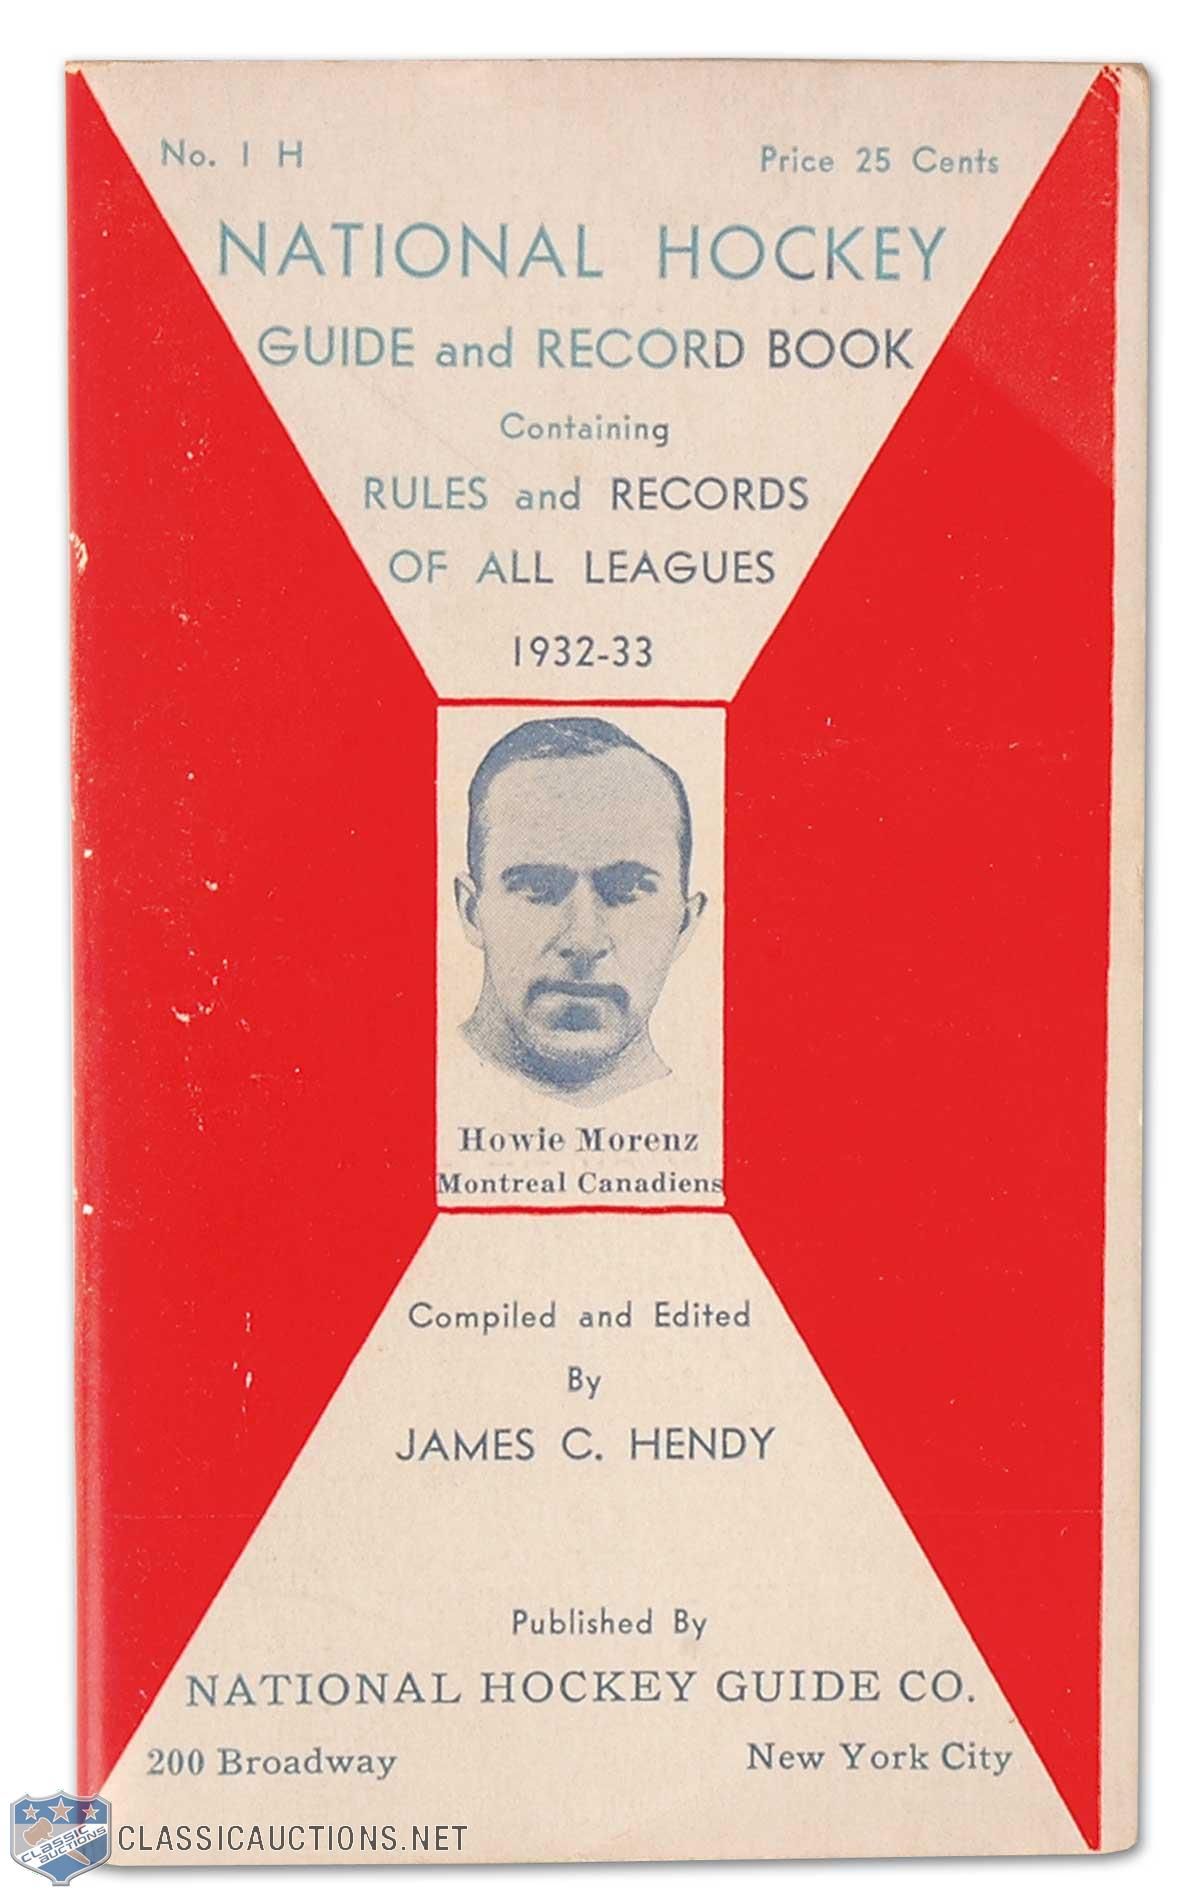 No. 1 H
Price 25 Cents
NATIONAL HOCKEY
GUIDE and RECORD BOOK
Containing
RULES and RECORDS
OF ALL LEAGUES
1932-33
Howie Morenz
Montreal Canadiens
Compiled and Edited
By
JAMES C. HENDY
Published By
NATIONAL HOCKEY GUIDE CO.
200 Broadway
New York City
CLASSIC
AUCTIONS
CLASSICAUCTIONS.NET